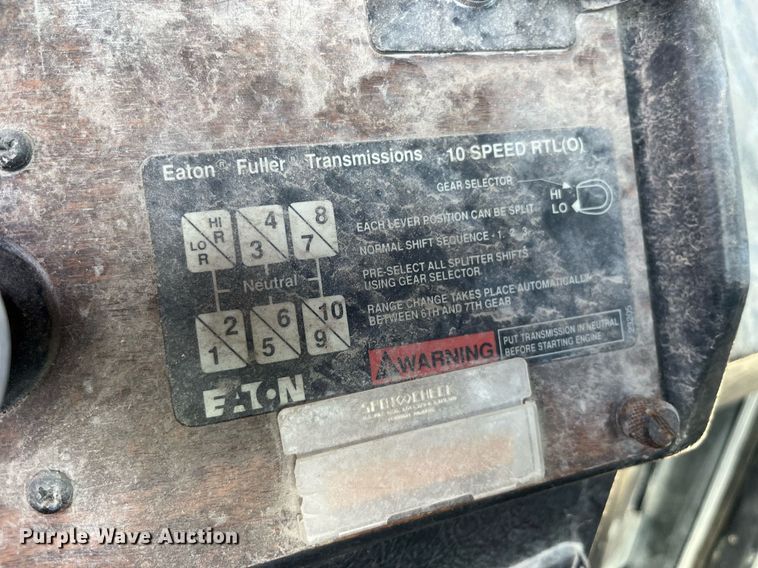 Eaton® Fuller® Transmissions 10 SPEED RTL(O)
GEAR SELECTOR
HI
LO
HI
R
LO
R
4
3
8
7
EACH LEVER POSITION CAN BE SPLIT
NORMAL SHIFT SEQUENCE - 1, 2, 3
PRE-SELECT ALL SPLITTER SHIFTS
USING GEAR SELECTOR
Neutral
RANGE CHANGE TAKES PLACE AUTOMATICALLY
BETWEEN 6TH AND 7TH GEAR
2
1
6
5
10
9
WARNING
PUT TRANSMISSION IN NEUTRAL
BEFORE STARTING ENGINE
EATON
Purple Wave Auction